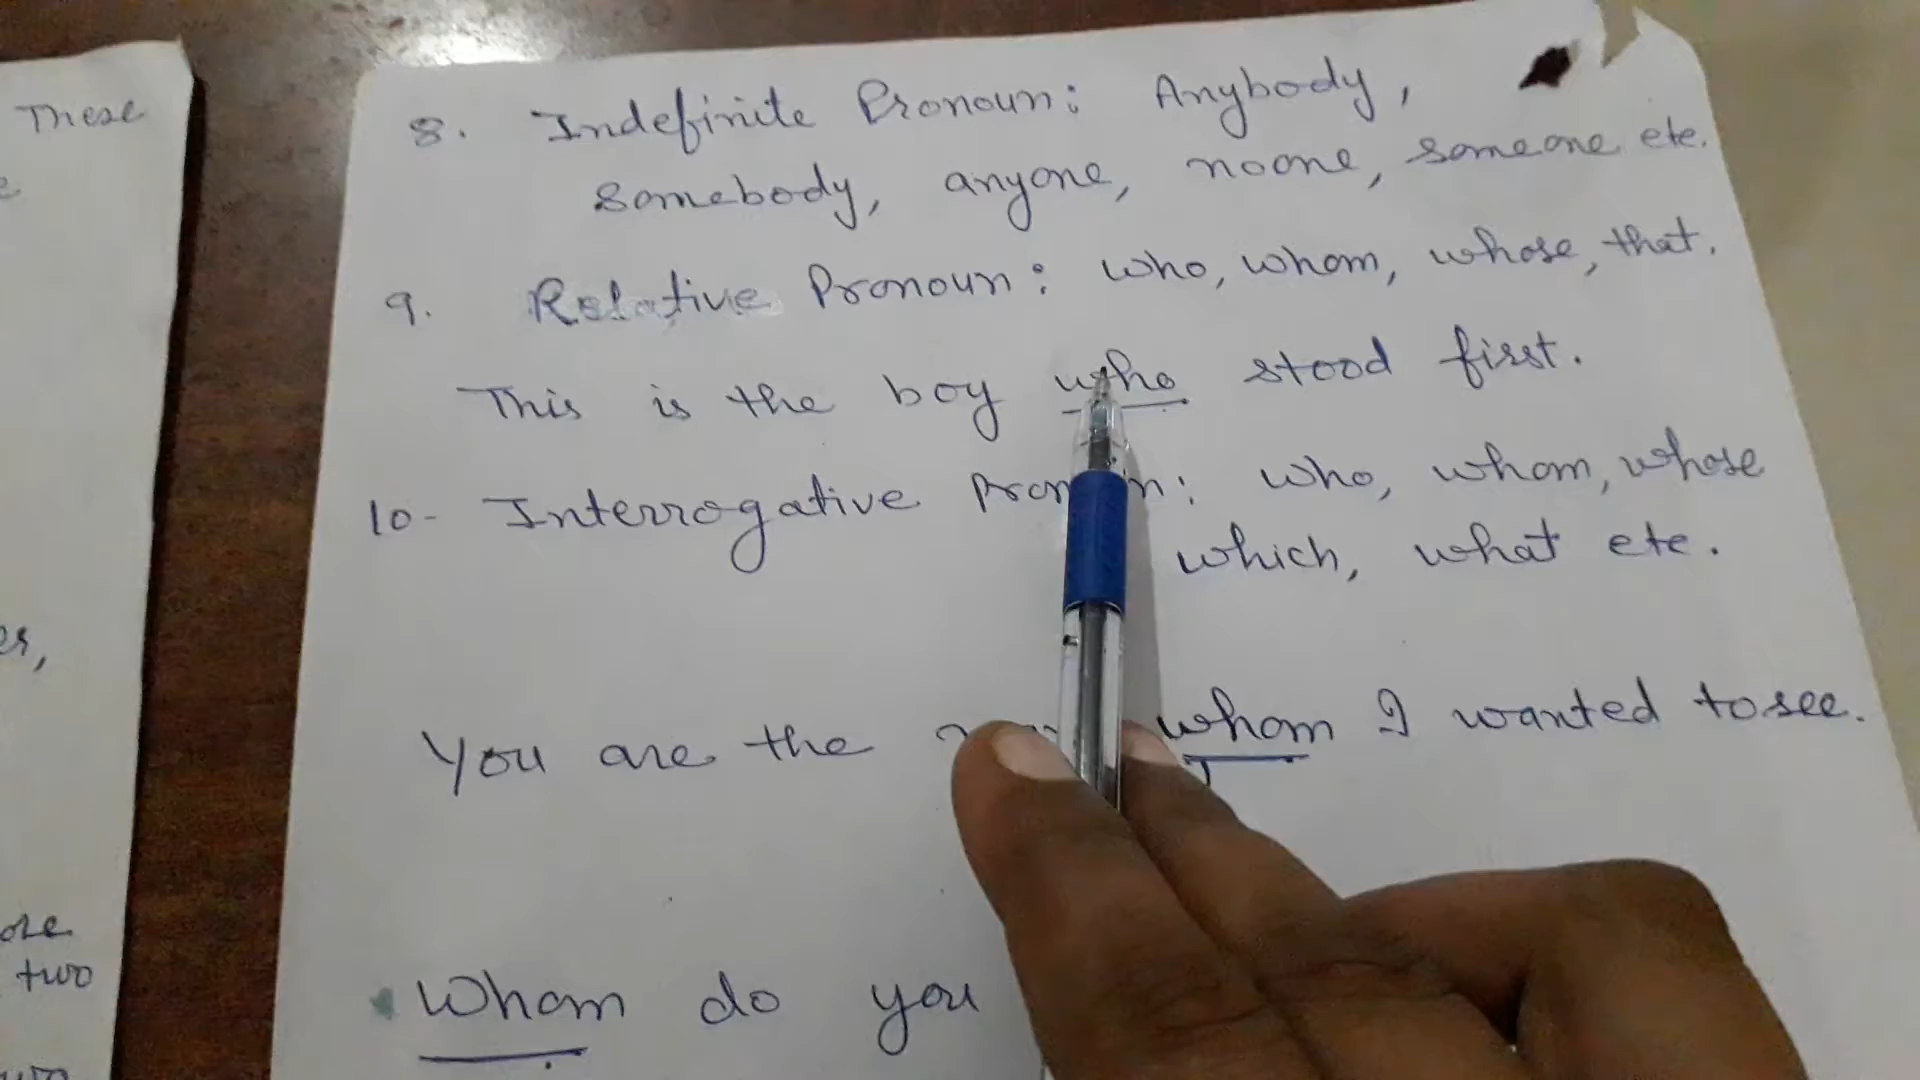 These
8. Indefinite Pronoun: Anybody,
Somebody, anyone, noone, someone etc.
9. Relative Pronoun: who, whom, whose, that.
This is the boy who stood first.
10- Interrogative Pronoun: who, whom, whose
which, what etc.
You are the whom I wanted to see.
Whom do you
two